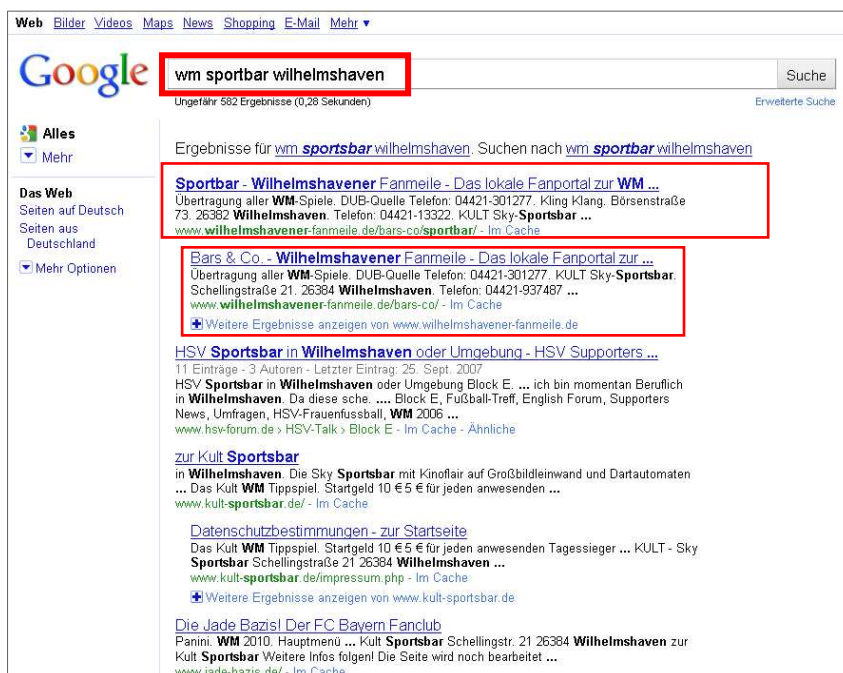 Web Bilder Videos Maps News Shopping E-Mail Mehr ▼
Google
wm sportbar wilhelmshaven
Suche
Ungefähr 582 Ergebnisse (0,28 Sekunden)
Erweiterte Suche
Alles
Mehr
Das Web
Seiten auf Deutsch
Seiten aus
Deutschland
Mehr Optionen
Ergebnisse für wm sportsbar wilhelmshaven. Suchen nach wm sportbar wilhelmshaven
Sportbar - Wilhelmshavener Fanmeile - Das lokale Fanportal zur WM ...
Übertragung aller WM-Spiele. DUB-Quelle Telefon: 04421-301277. Kling Klang. Börsenstraße
73. 26382 Wilhelmshaven. Telefon: 04421-13322. KULT Sky-Sportsbar ...
www.wilhelmshavener-fanmeile.de/bars-co/sportbar/ - Im Cache
Bars & Co. - Wilhelmshavener Fanmeile - Das lokale Fanportal zur ...
Übertragung aller WM-Spiele. DUB-Quelle Telefon: 04421-301277. KULT Sky-Sportsbar.
Schellingstraße 21. 26384 Wilhelmshaven. Telefon: 04421-937487 ...
www.wilhelmshavener-fanmeile.de/bars-co/ - Im Cache
Weitere Ergebnisse anzeigen von www.wilhelmshavener-fanmeile.de
HSV Sportsbar in Wilhelmshaven oder Umgebung - HSV Supporters ...
11 Einträge - 3 Autoren - Letzter Eintrag: 25. Sept. 2007
HSV Sportsbar in Wilhelmshaven oder Umgebung Block E. ... ich bin momentan Beruflich
in Wilhelmshaven. Da diese sche. .... Block E, Fußball-Treff, English Forum, Supporters
News, Umfragen, HSV-Frauenfussball, WM 2006 ...
www.hsv-forum.de › HSV-Talk › Block E - Im Cache - Ähnliche
zur Kult Sportsbar
in Wilhelmshaven. Die Sky Sportsbar mit Kinoflair auf Großbildleinwand und Dartautomaten
... Das Kult WM Tippspiel. Startgeld 10 € 5 € für jeden anwesenden ...
www.kult-sportsbar.de/ - Im Cache
Datenschutzbestimmungen - zur Startseite
Das Kult WM Tippspiel. Startgeld 10 € 5 € für jeden anwesenden Tagessieger ... KULT - Sky
Sportsbar Schellingstraße 21 26384 Wilhelmshaven ...
www.kult-sportsbar.de/impressum.php - Im Cache
Weitere Ergebnisse anzeigen von www.kult-sportsbar.de
Die Jade Bazis! Der FC Bayern Fanclub
Panini. WM 2010. Hauptmenü ... Kult Sportsbar Schellingstr. 21 26384 Wilhelmshaven zur
Kult Sportsbar Weitere Infos folgen! Die Seite wird noch bearbeitet ...
www.jade-bazis.de/ - Im Cache